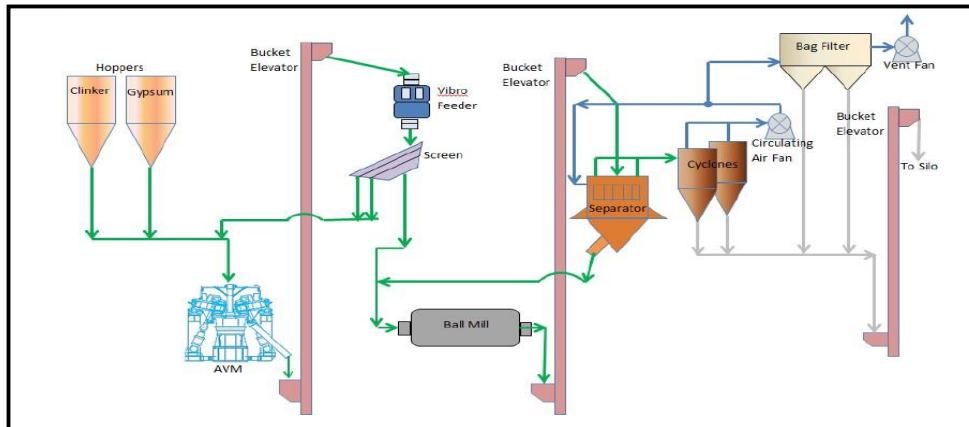 Hoppers
Clinker
Gypsum
AVM
Bucket
Elevator
Vibro
Feeder
Screen
Ball Mill
Bucket
Elevator
Separator
Cyclones
Circulating
Air Fan
Bag Filter
Vent Fan
Bucket
Elevator
To Silo